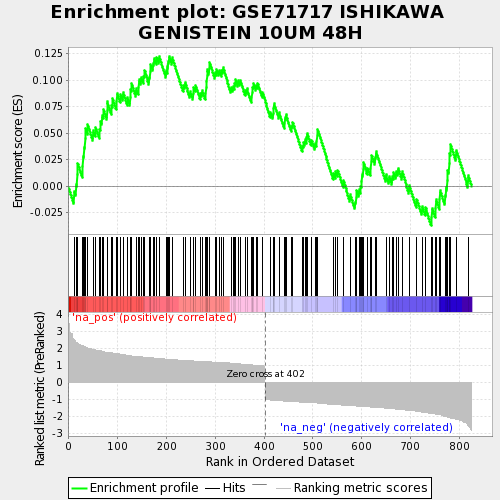 Enrichment plot: GSE71717 ISHIKAWA
GENISTEIN 10UM 48H
Enrichment score (ES)
0.125
0.100
0.075
0.050
0.025
0.000
-0.025
'na_pos' (positively correlated)
Ranked list metric (PreRanked)
4
3
2
1
0
-1
-2
-3
Zero cross at 402
'na_neg' (negatively correlated)
0
100
200
300
400
500
600
700
800
Rank in Ordered Dataset
Enrichment profile
Hits
Ranking metric scores